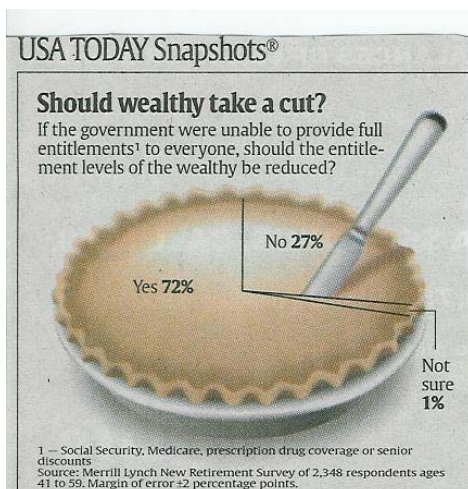 USA TODAY Snapshots®
Should wealthy take a cut?
If the government were unable to provide full
entitlements¹ to everyone, should the entitle-
ment levels of the wealthy be reduced?
No 27%
Yes 72%
Not
sure
1%
1 — Social Security, Medicare, prescription drug coverage or senior
discounts
Source: Merrill Lynch New Retirement Survey of 2,348 respondents ages
41 to 59. Margin of error ±2 percentage points.